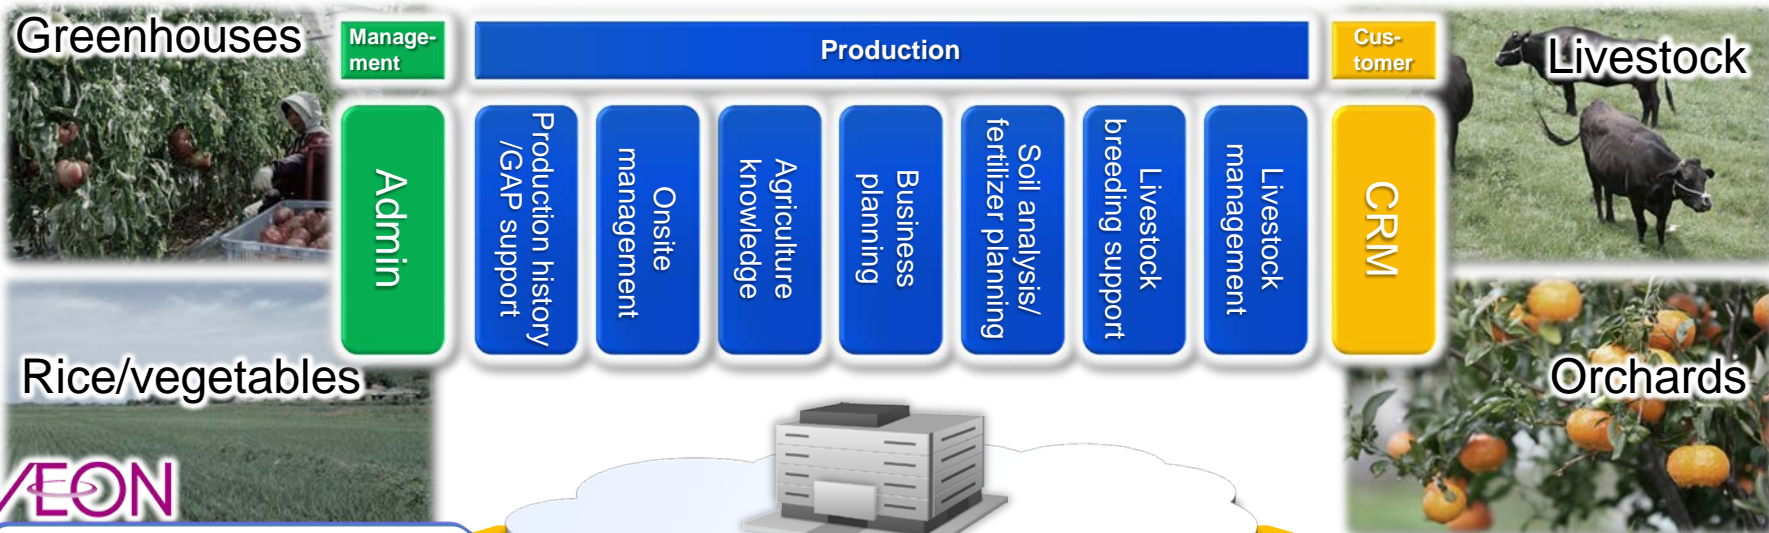 Greenhouses
Manage-
ment
Production
Cus-
tomer
Livestock
Admin
Production history
/GAP support
Onsite
management
Agriculture
knowledge
Business
planning
Soil analysis/
fertilizer planning
Livestock
breeding support
Livestock
management
CRM
Rice/vegetables
Orchards
ÆON